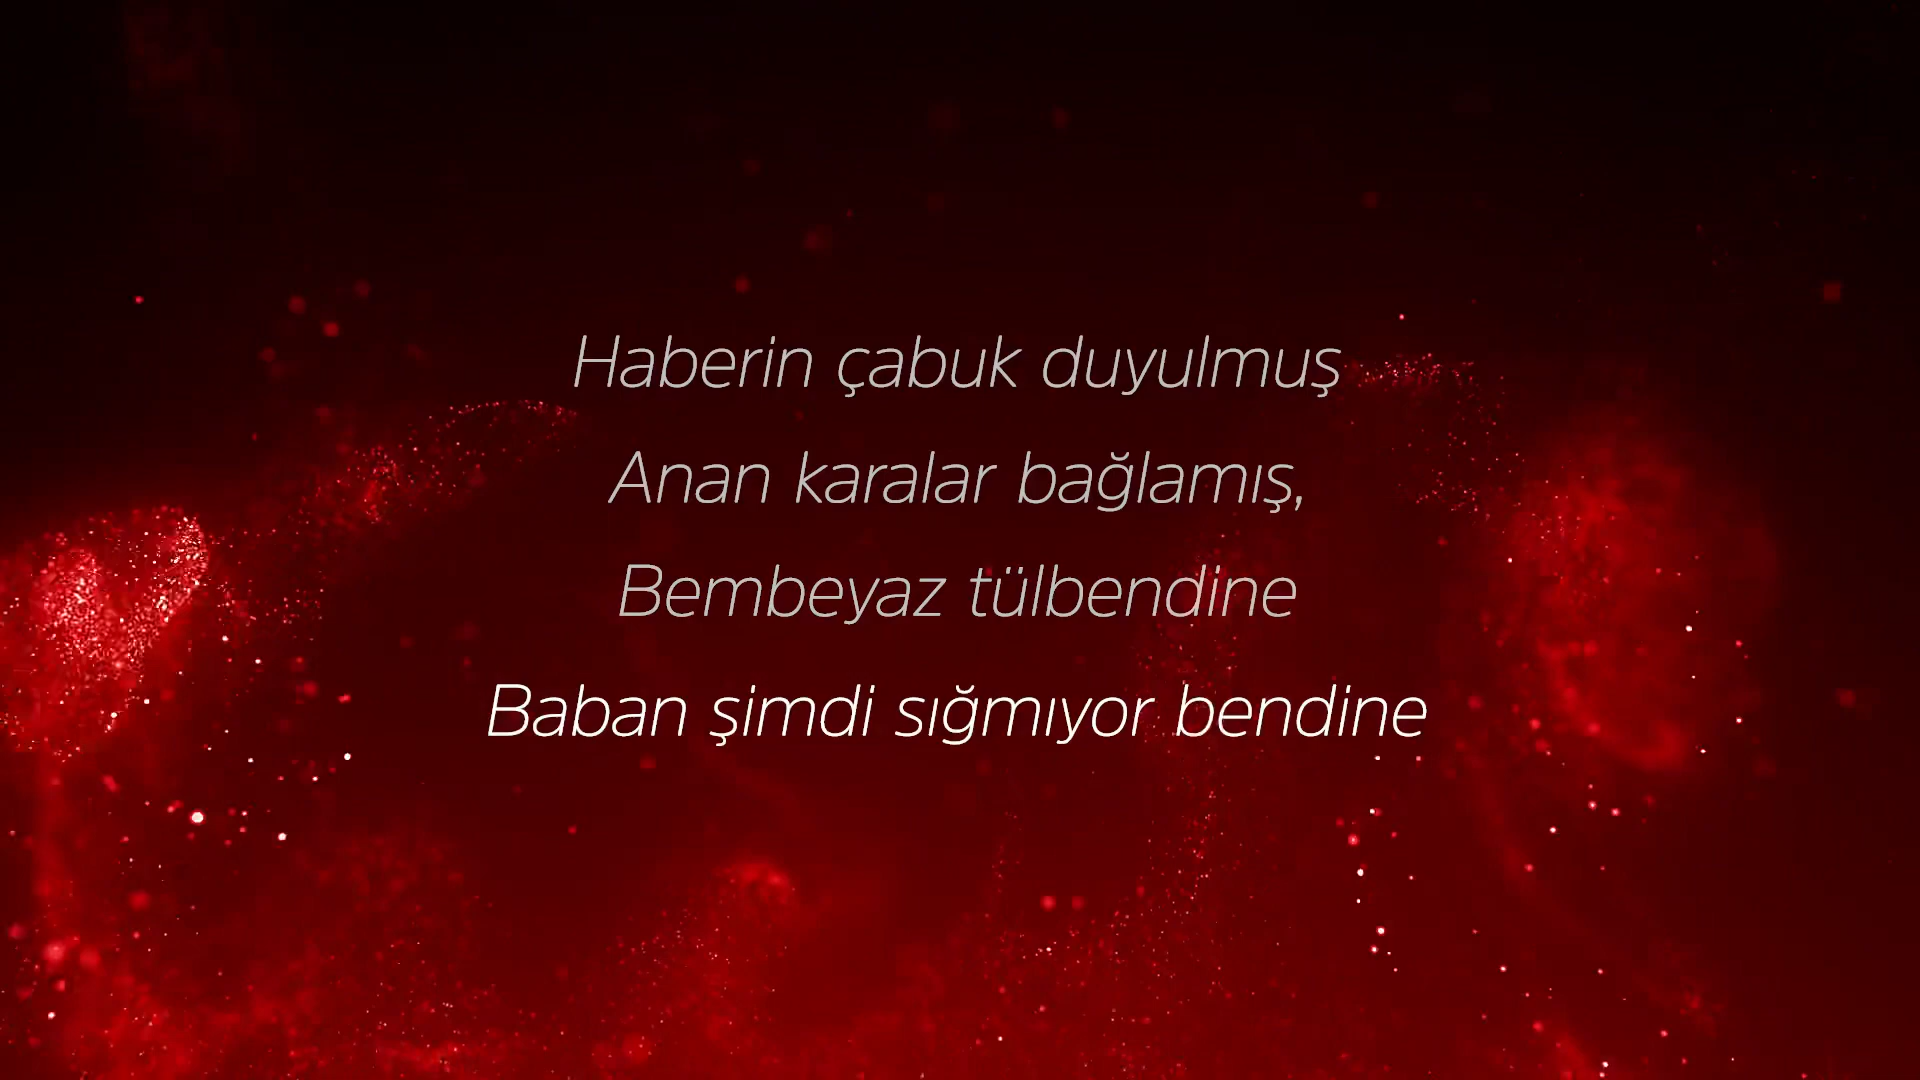 Haberin çabuk duyulmuş
Anan karalar bağlamış,
Bembeyaz tülbendine
Baban şimdi sığmıyor bendine